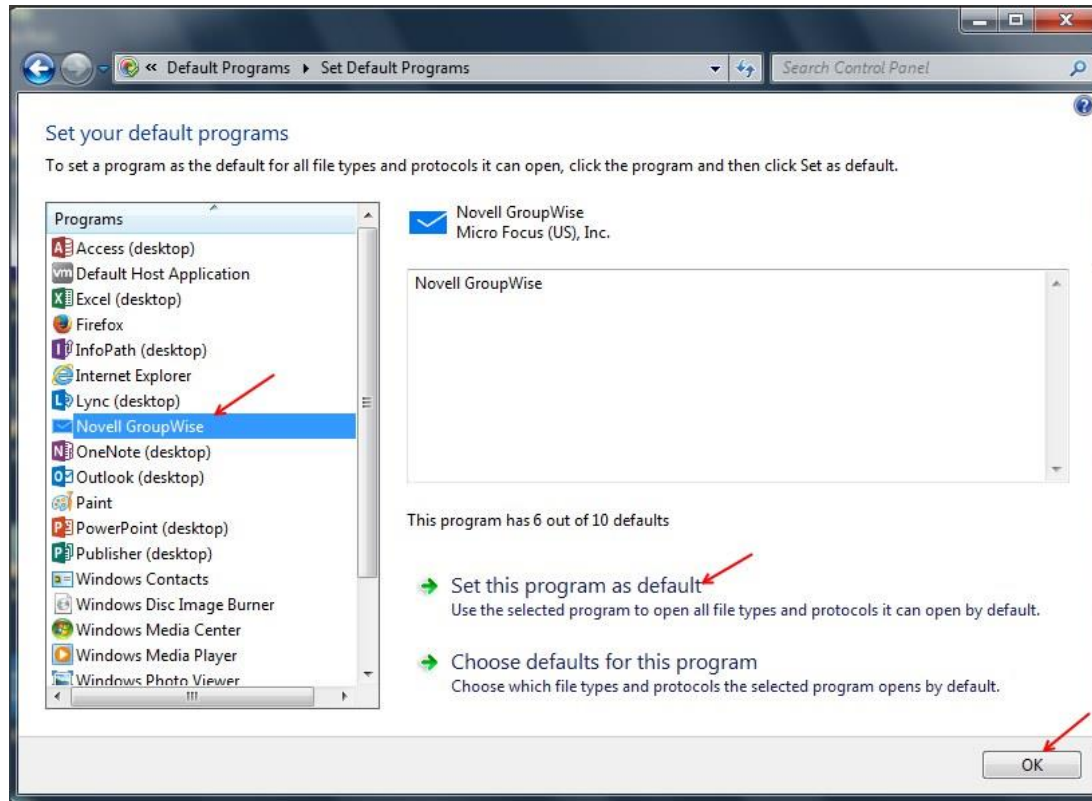 « Default Programs ▸ Set Default Programs
Search Control Panel
Set your default programs
To set a program as the default for all file types and protocols it can open, click the program and then click Set as default.
Programs
Access (desktop)
Default Host Application
Excel (desktop)
Firefox
InfoPath (desktop)
Internet Explorer
Lync (desktop)
Novell GroupWise
OneNote (desktop)
Outlook (desktop)
Paint
PowerPoint (desktop)
Publisher (desktop)
Windows Contacts
Windows Disc Image Burner
Windows Media Center
Windows Media Player
Windows Photo Viewer
Novell GroupWise
Micro Focus (US), Inc.
Novell GroupWise
This program has 6 out of 10 defaults
Set this program as default
Use the selected program to open all file types and protocols it can open by default.
Choose defaults for this program
Choose which file types and protocols the selected program opens by default.
OK